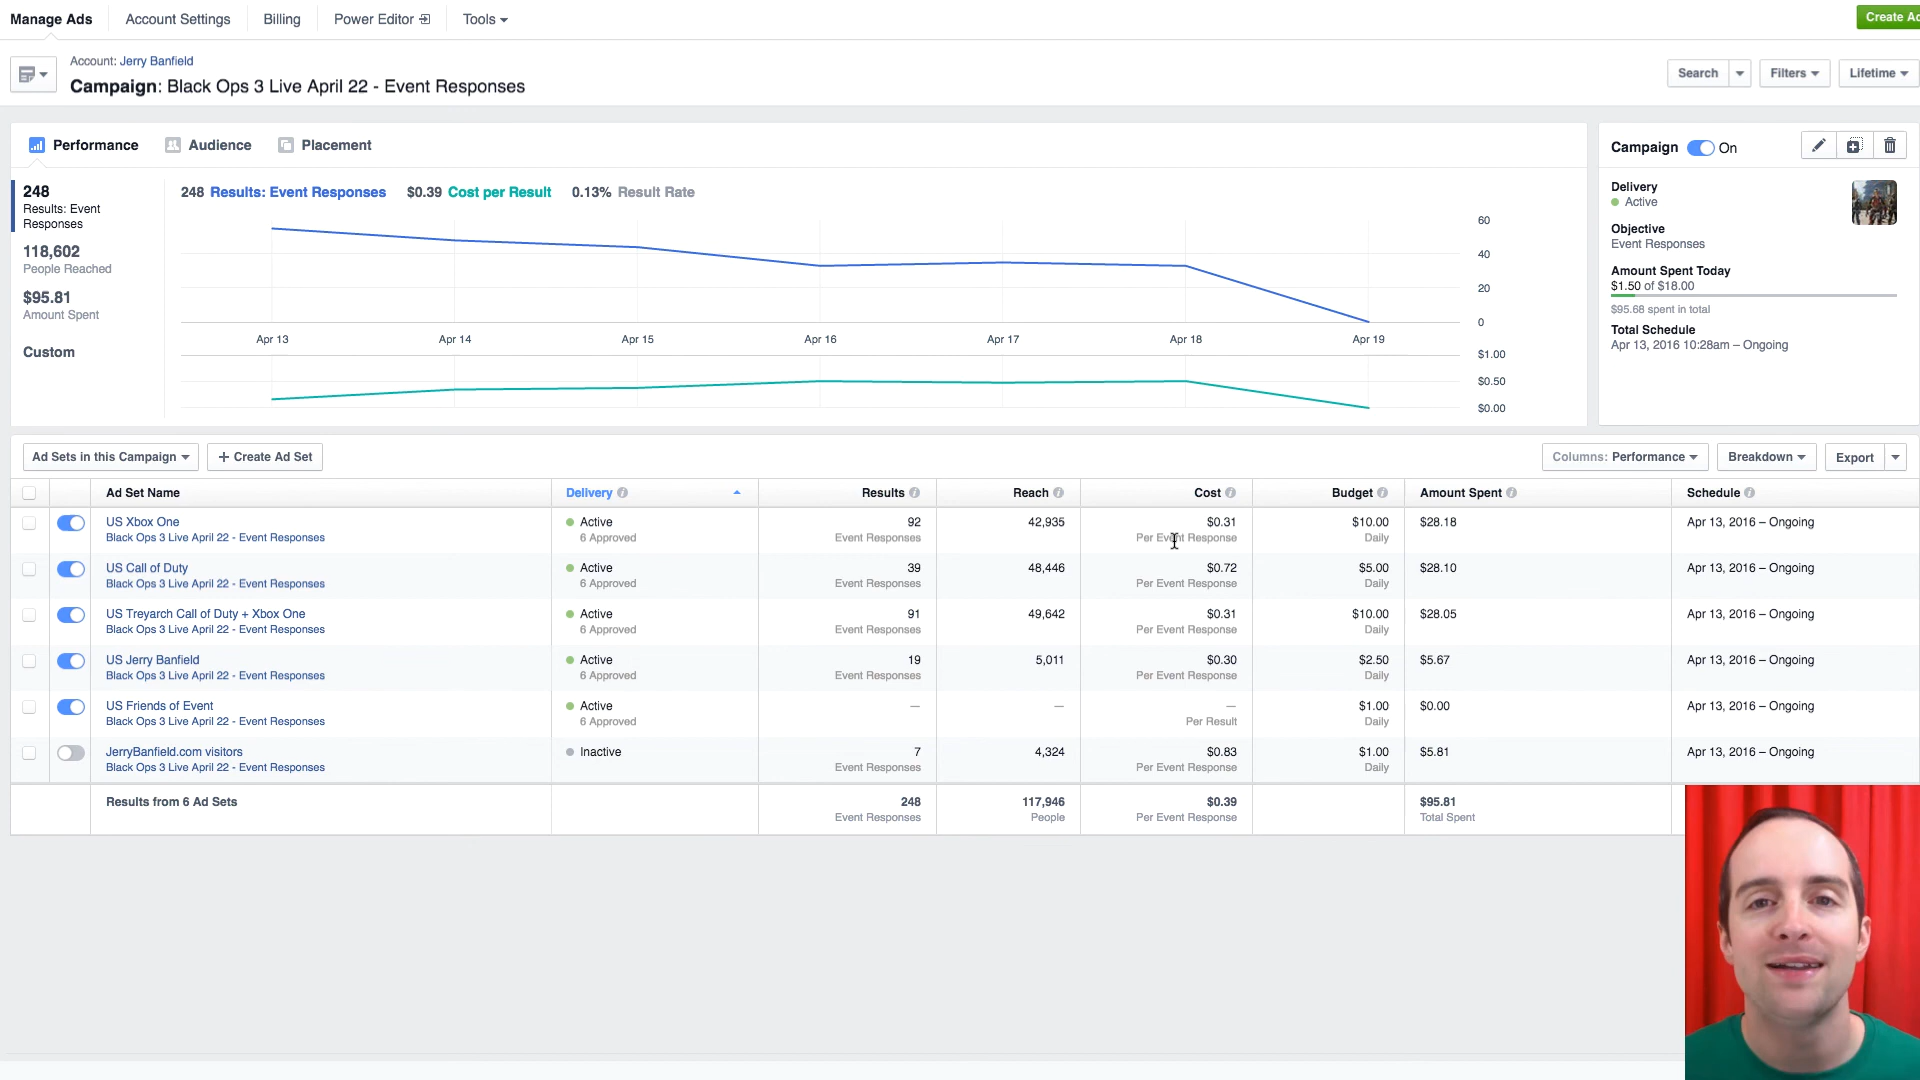 Manage Ads Account Settings Billing Power Editor Tools Create Ad
Account: Jerry Banfield
Campaign: Black Ops 3 Live April 22 - Event Responses
Search Filters Lifetime
Performance Audience Placement
248
Results: Event
Responses
118,602
People Reached
$95.81
Amount Spent
Custom
248 Results: Event Responses $0.39 Cost per Result 0.13% Result Rate
60
40
20
0
Apr 13 Apr 14 Apr 15 Apr 16 Apr 17 Apr 18 Apr 19
$1.00
$0.50
$0.00
Campaign On
Delivery
Active
Objective
Event Responses
Amount Spent Today
$1.50 of $18.00
$95.68 spent in total
Total Schedule
Apr 13, 2016 10:28am – Ongoing
Ad Sets in this Campaign + Create Ad Set Columns: Performance Breakdown Export
Ad Set Name Delivery Results Reach Cost Budget Amount Spent Schedule
US Xbox One Active 92 42,935 $0.31 $10.00 $28.18 Apr 13, 2016 – Ongoing
Black Ops 3 Live April 22 - Event Responses 6 Approved Event Responses Per Event Response Daily
US Call of Duty Active 39 48,446 $0.72 $5.00 $28.10 Apr 13, 2016 – Ongoing
Black Ops 3 Live April 22 - Event Responses 6 Approved Event Responses Per Event Response Daily
US Treyarch Call of Duty + Xbox One Active 91 49,642 $0.31 $10.00 $28.05 Apr 13, 2016 – Ongoing
Black Ops 3 Live April 22 - Event Responses 6 Approved Event Responses Per Event Response Daily
US Jerry Banfield Active 19 5,011 $0.30 $2.50 $5.67 Apr 13, 2016 – Ongoing
Black Ops 3 Live April 22 - Event Responses 6 Approved Event Responses Per Event Response Daily
US Friends of Event Active — — — $1.00 $0.00 Apr 13, 2016 – Ongoing
Black Ops 3 Live April 22 - Event Responses 6 Approved Per Result Daily
JerryBanfield.com visitors Inactive 7 4,324 $0.83 $1.00 $5.81 Apr 13, 2016 – Ongoing
Black Ops 3 Live April 22 - Event Responses Event Responses Per Event Response Daily
Results from 6 Ad Sets 248 117,946 $0.39 $95.81
Event Responses People Per Event Response Total Spent